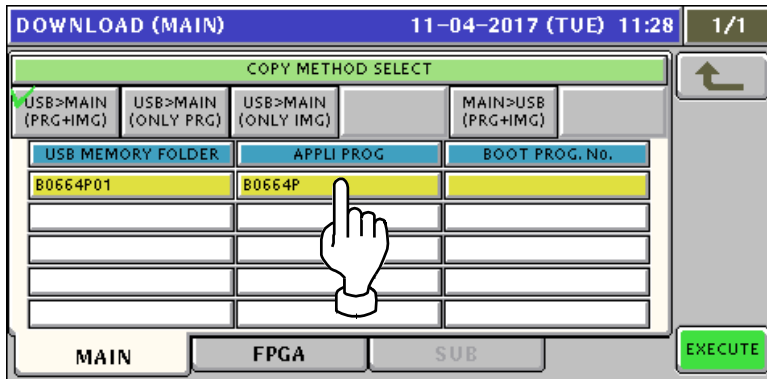 DOWNLOAD (MAIN) 11-04-2017 (TUE) 11:28 1/1
COPY METHOD SELECT
USB>MAIN (PRG+IMG)
USB>MAIN (ONLY PRG)
USB>MAIN (ONLY IMG)
MAIN>USB (PRG+IMG)
USB MEMORY FOLDER APPLI PROG BOOT PROG. No.
B0664P01 B0664P
MAIN FPGA SUB EXECUTE